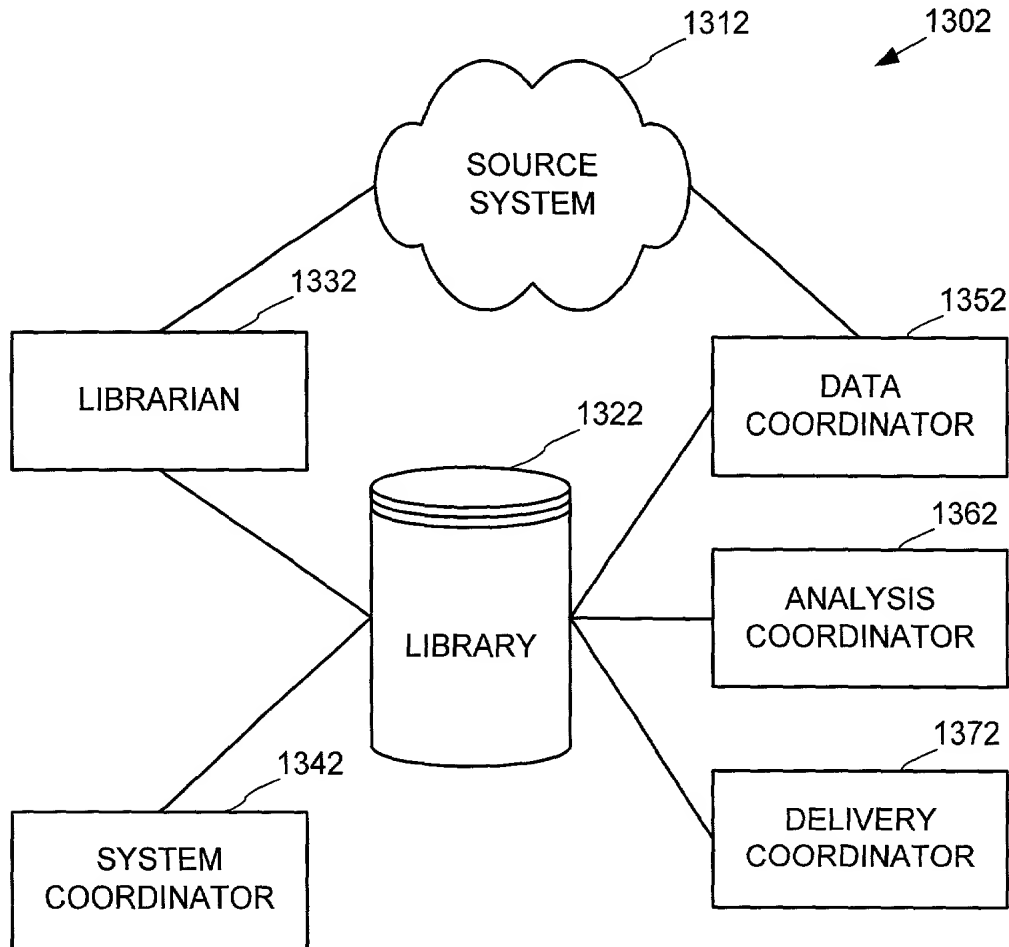 1312
1302
SOURCE
SYSTEM
1332
1352
LIBRARIAN
DATA
COORDINATOR
1322
1362
ANALYSIS
COORDINATOR
LIBRARY
1372
1342
DELIVERY
COORDINATOR
SYSTEM
COORDINATOR